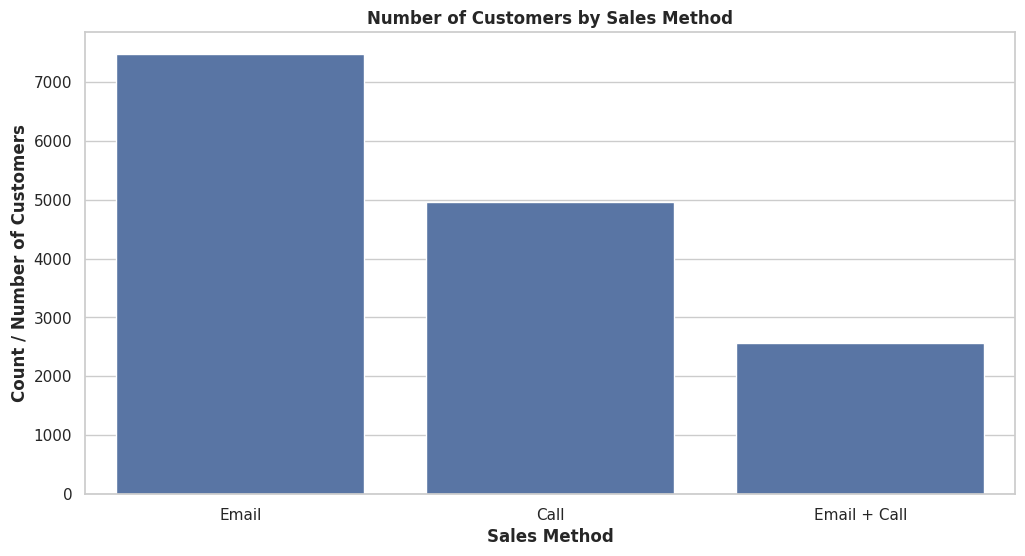 Number of Customers by Sales Method
Count / Number of Customers
7000
6000
5000
4000
3000
2000
1000
0
Email
Call
Email + Call
Sales Method